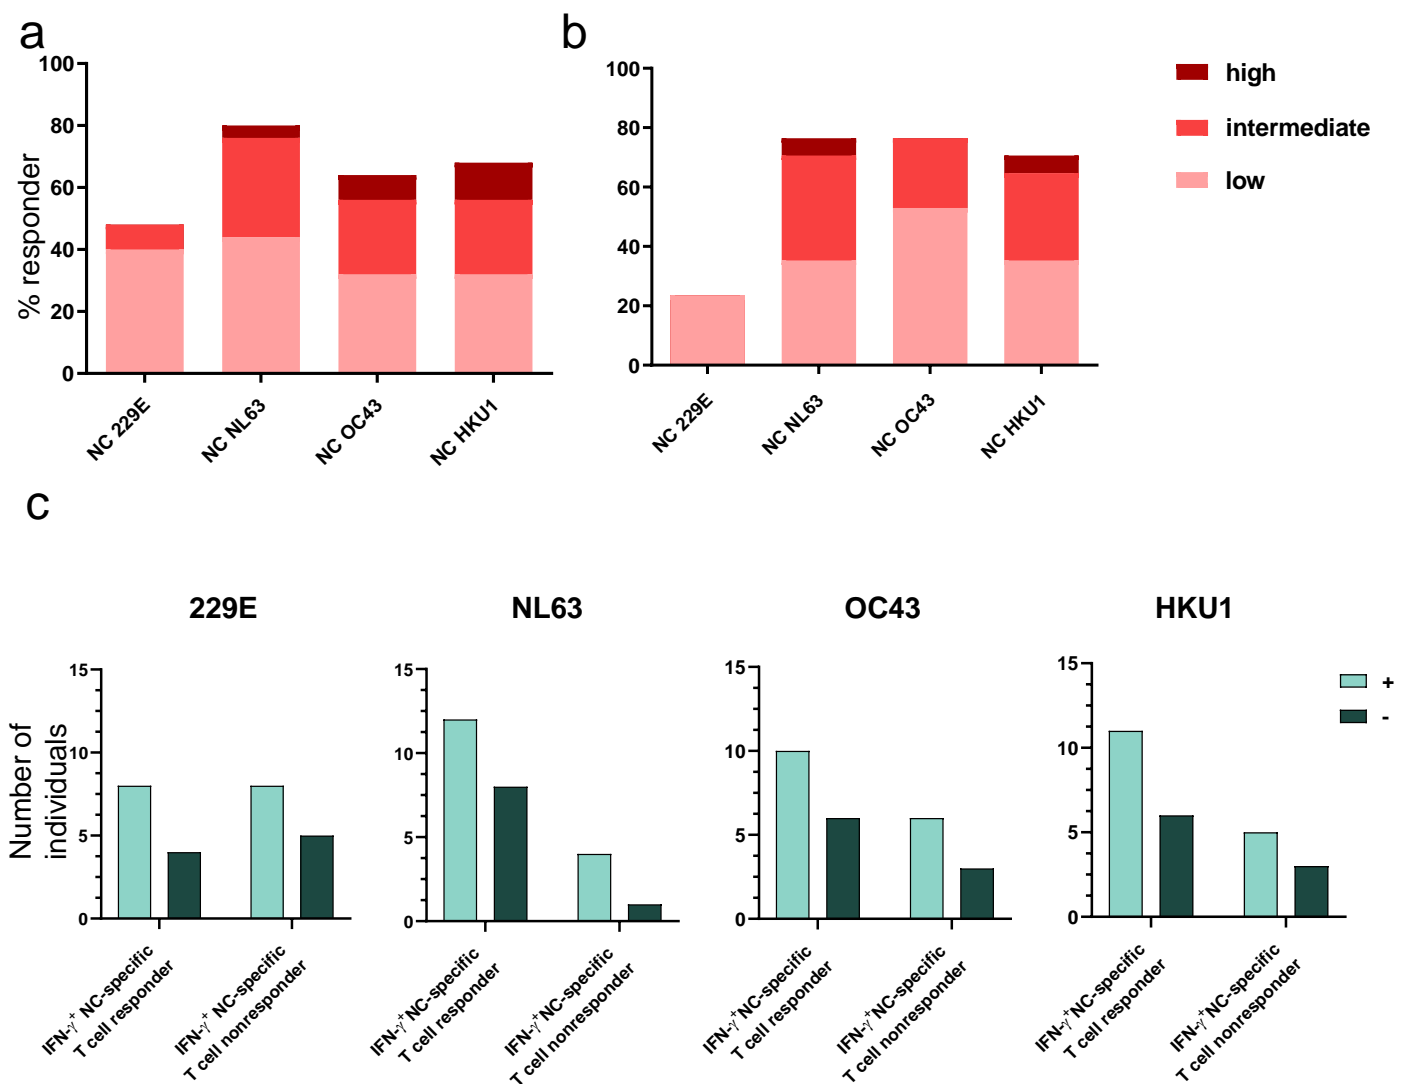 a
b
100
80
60
40
20
0
% responder
NC 229E
NC NL63
NC OC43
NC HKU1
100
80
60
40
20
0
NC 229E
NC NL63
NC OC43
NC HKU1
high
intermediate
low
c
229E
NL63
OC43
HKU1
Number of
individuals
15
10
5
0
IFN-γ⁺ NC-specific
T cell responder
IFN-γ⁺ NC-specific
T cell nonresponder
15
10
5
0
IFN-γ⁺NC-specific
T cell responder
IFN-γ⁺NC-specific
T cell nonresponder
15
10
5
0
IFN-γ⁺NC-specific
T cell responder
IFN-γ⁺NC-specific
T cell nonresponder
15
10
5
0
IFN-γ⁺NC-specific
T cell responder
IFN-γ⁺NC-specific
T cell nonresponder
+
-